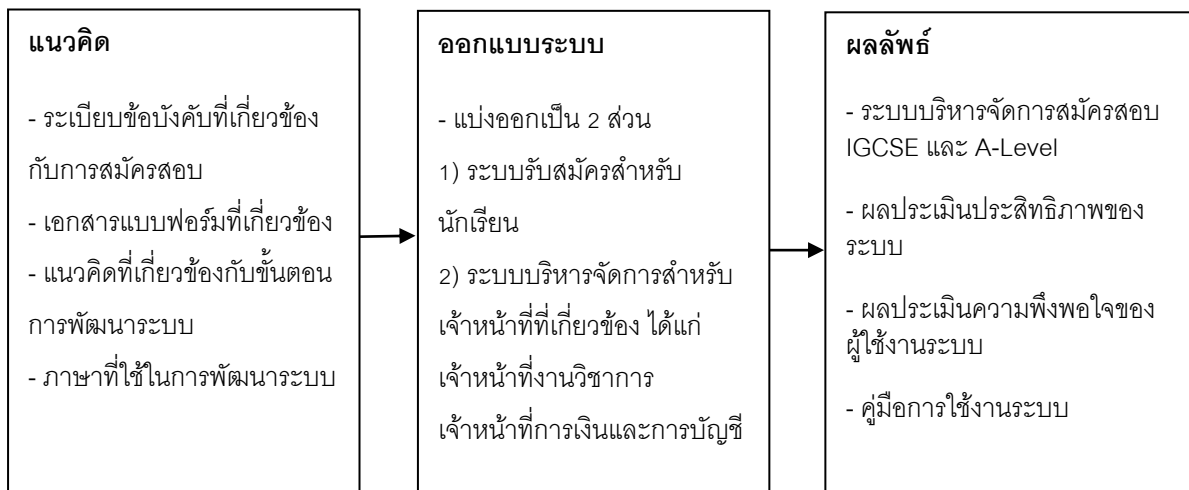 แนวคิด
- ระเบียบข้อบังคับที่เกี่ยวข้อง
กับการสมัครสอบ
- เอกสารแบบฟอร์มที่เกี่ยวข้อง
- แนวคิดที่เกี่ยวข้องกับขั้นตอน
การพัฒนาระบบ
- ภาษาที่ใช้ในการพัฒนาระบบ
ออกแบบระบบ
- แบ่งออกเป็น 2 ส่วน
1) ระบบรับสมัครสำหรับ
นักเรียน
2) ระบบบริหารจัดการสำหรับ
เจ้าหน้าที่ที่เกี่ยวข้อง ได้แก่
เจ้าหน้าที่งานวิชาการ
เจ้าหน้าที่การเงินและการบัญชี
ผลลัพธ์
- ระบบบริหารจัดการสมัครสอบ
IGCSE และ A-Level
- ผลประเมินประสิทธิภาพของ
ระบบ
- ผลประเมินความพึงพอใจของ
ผู้ใช้งานระบบ
- คู่มือการใช้งานระบบ